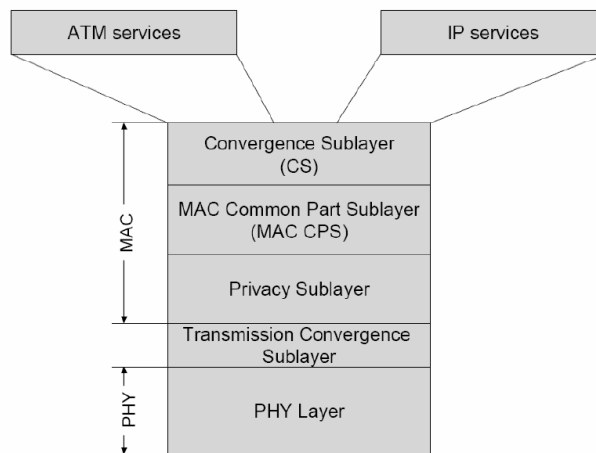 ATM services
IP services
Convergence Sublayer
(CS)
MAC Common Part Sublayer
(MAC CPS)
Privacy Sublayer
Transmission Convergence
Sublayer
PHY Layer
MAC
PHY